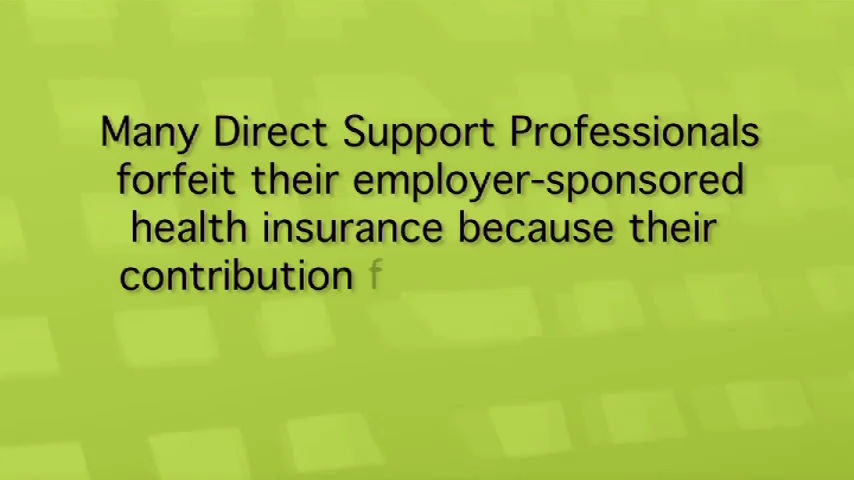 Many Direct Support Professionals
forfeit their employer-sponsored
health insurance because their
contribution f